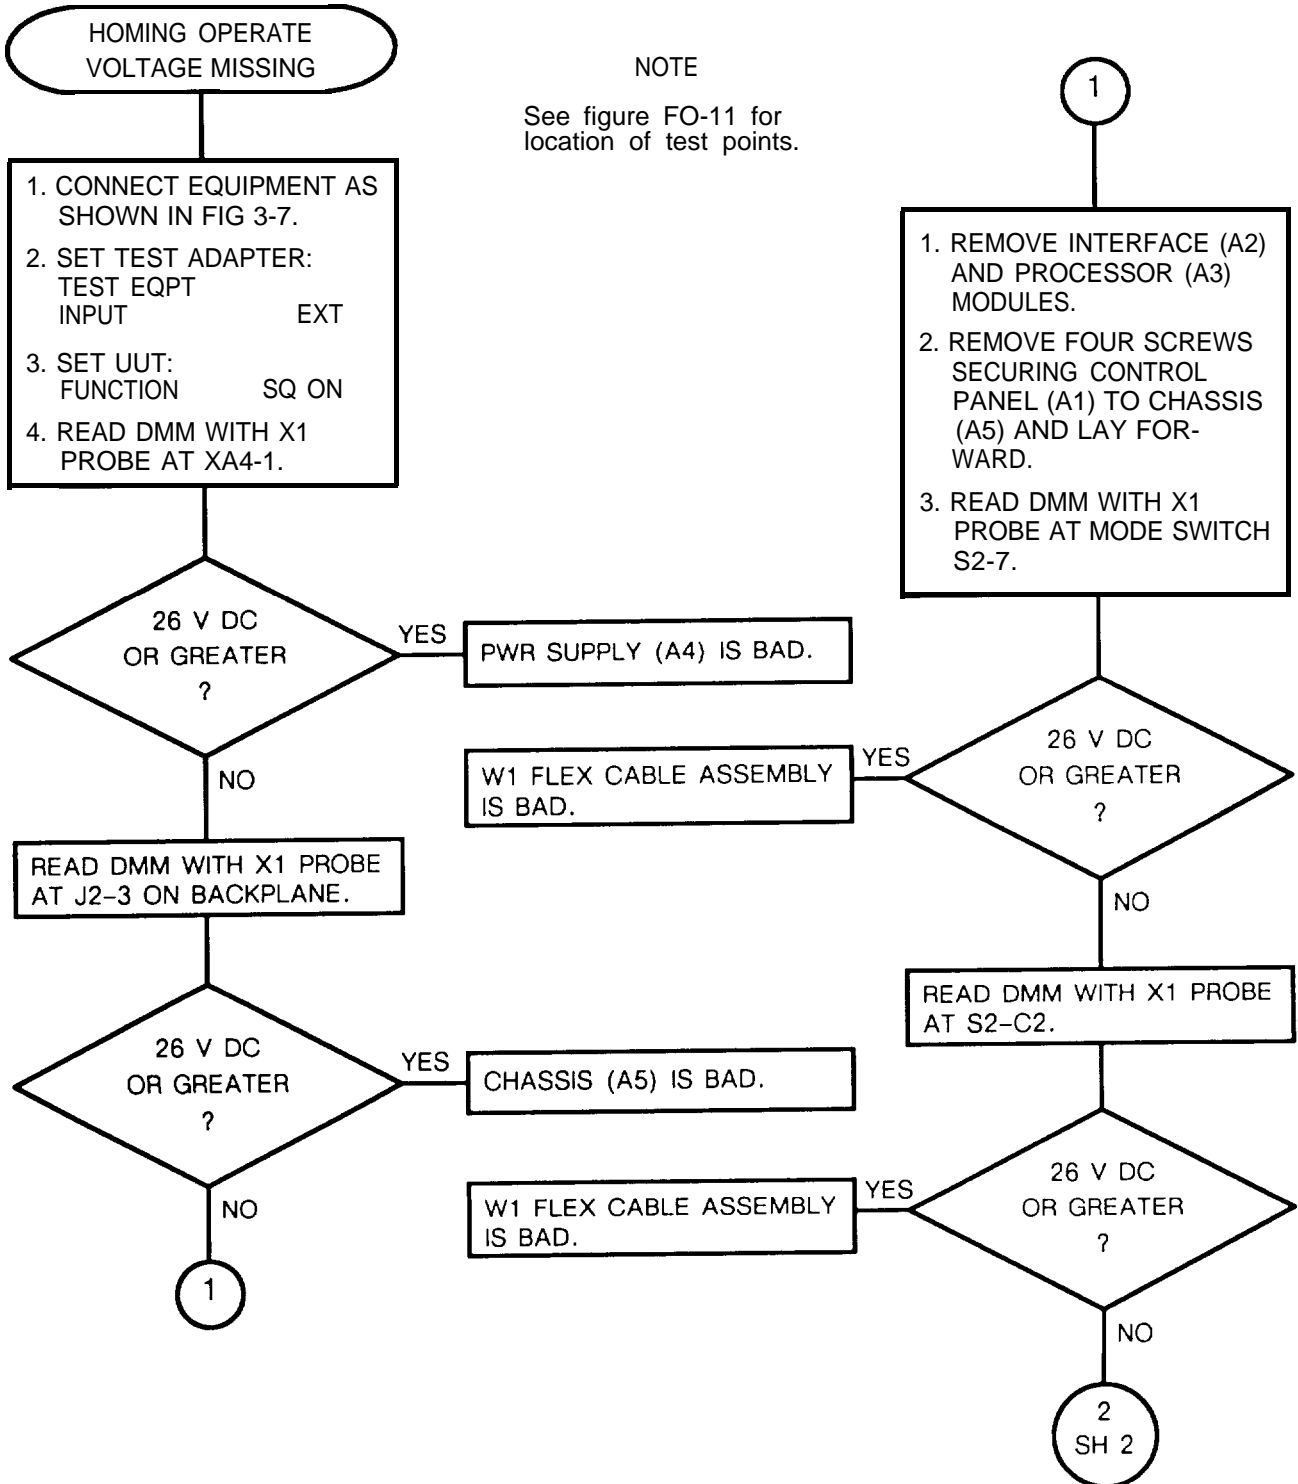 HOMING OPERATE
VOLTAGE MISSING
1. CONNECT EQUIPMENT AS
SHOWN IN FIG 3-7.
2. SET TEST ADAPTER:
TEST EQPT
INPUT EXT
3. SET UUT:
FUNCTION SQ ON
4. READ DMM WITH X1
PROBE AT XA4-1.
26 V DC
OR GREATER
?
YES
PWR SUPPLY (A4) IS BAD.
NO
READ DMM WITH X1 PROBE
AT J2-3 ON BACKPLANE.
26 V DC
OR GREATER
?
YES
CHASSIS (A5) IS BAD.
NO
1
NOTE
See figure FO-11 for
location of test points.
1
1. REMOVE INTERFACE (A2)
AND PROCESSOR (A3)
MODULES.
2. REMOVE FOUR SCREWS
SECURING CONTROL
PANEL (A1) TO CHASSIS
(A5) AND LAY FOR-
WARD.
3. READ DMM WITH X1
PROBE AT MODE SWITCH
S2-7.
26 V DC
OR GREATER
?
YES
W1 FLEX CABLE ASSEMBLY
IS BAD.
NO
READ DMM WITH X1 PROBE
AT S2-C2.
26 V DC
OR GREATER
?
YES
W1 FLEX CABLE ASSEMBLY
IS BAD.
NO
2
SH 2